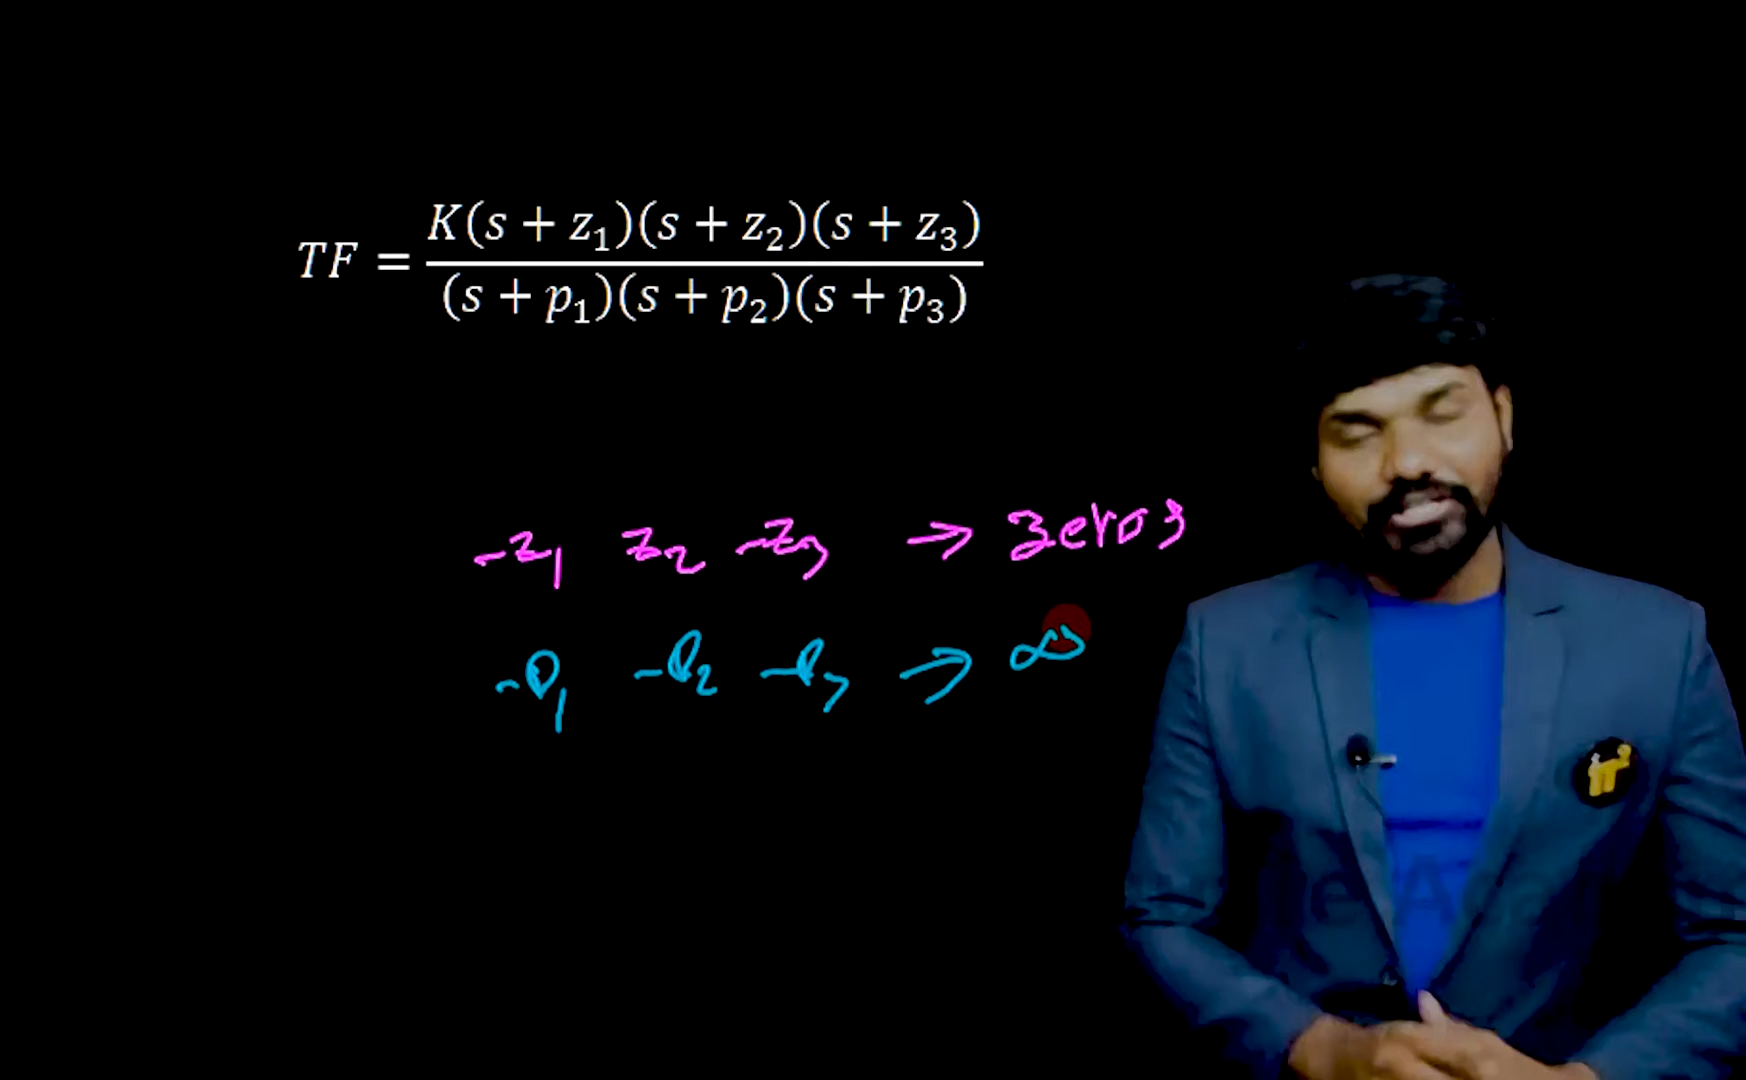 TF = K(s + z₁)(s + z₂)(s + z₃) / (s + p₁)(s + p₂)(s + p₃)
-z₁ z₂ -z₃ → zeros
-p₁ -p₂ -p₃ → ∞